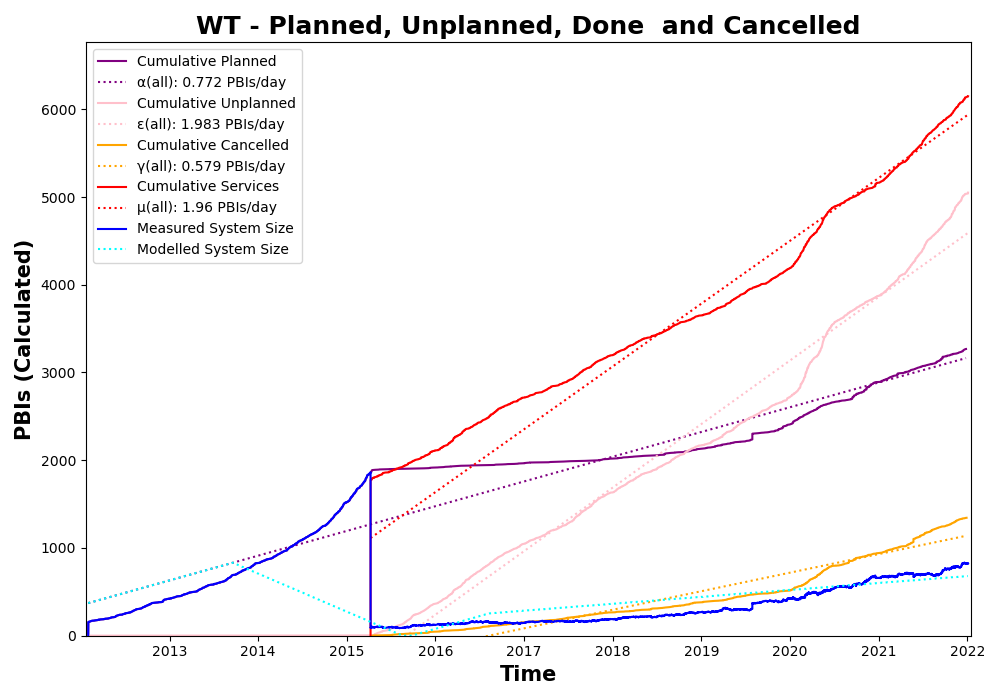 WT - Planned, Unplanned, Done  and Cancelled
Cumulative Planned
α(all): 0.772 PBIs/day
Cumulative Unplanned
ε(all): 1.983 PBIs/day
Cumulative Cancelled
γ(all): 0.579 PBIs/day
Cumulative Services
μ(all): 1.96 PBIs/day
Measured System Size
Modelled System Size
PBIs (Calculated)
6000
5000
4000
3000
2000
1000
0
2013 2014 2015 2016 2017 2018 2019 2020 2021 2022
Time